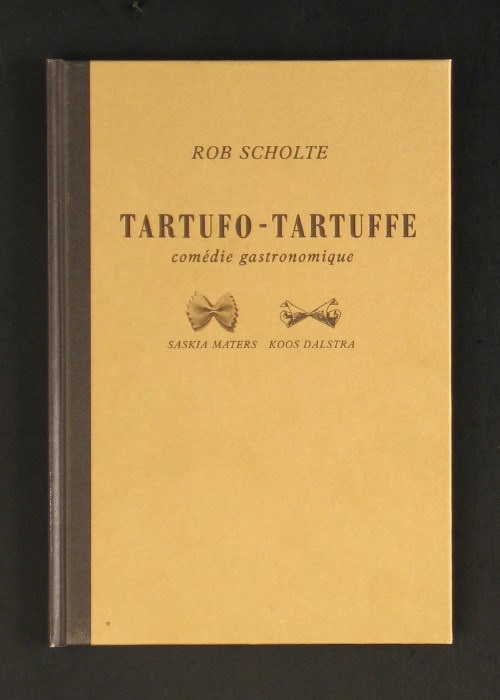 ROB SCHOLTE
TARTUFO-TARTUFFE
comédie gastronomique
SASKIA MATERS KOOS DALSTRA